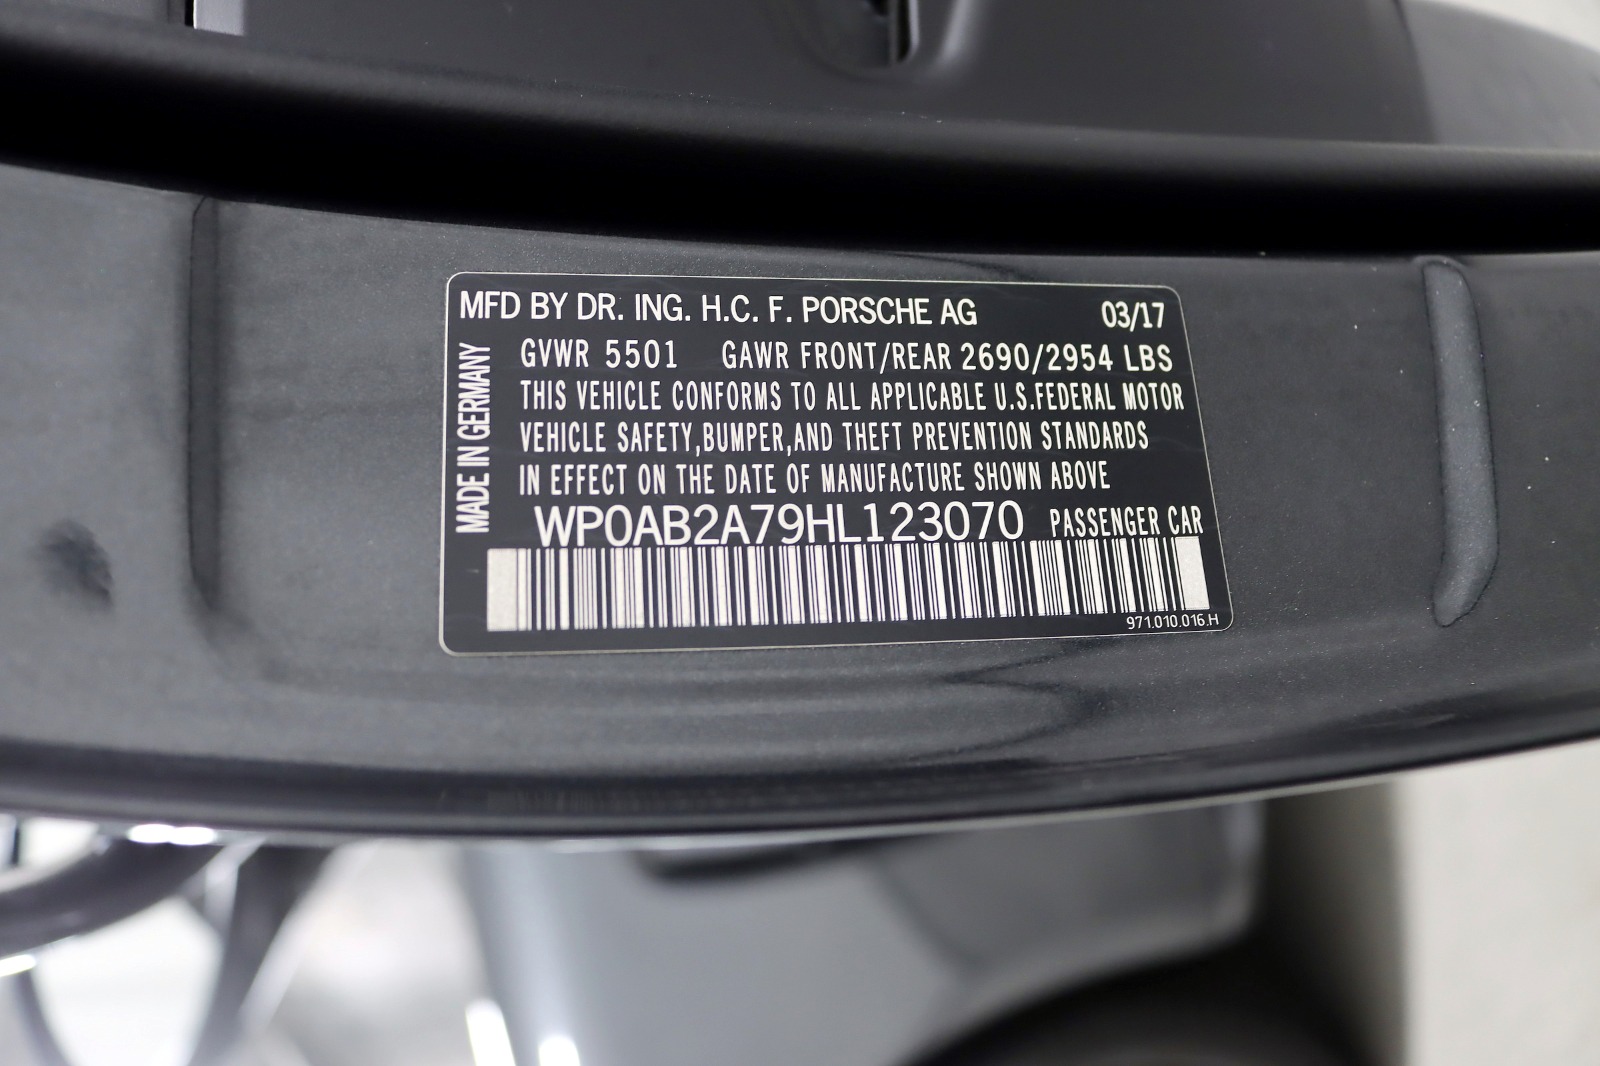 MFD BY DR. ING. H.C. F. PORSCHE AG 03/17
MADE IN GERMANY
GVWR 5501 GAWR FRONT/REAR 2690/2954 LBS
THIS VEHICLE CONFORMS TO ALL APPLICABLE U.S.FEDERAL MOTOR
VEHICLE SAFETY,BUMPER,AND THEFT PREVENTION STANDARDS
IN EFFECT ON THE DATE OF MANUFACTURE SHOWN ABOVE
WP0AB2A79HL123070 PASSENGER CAR
971.010.016.H